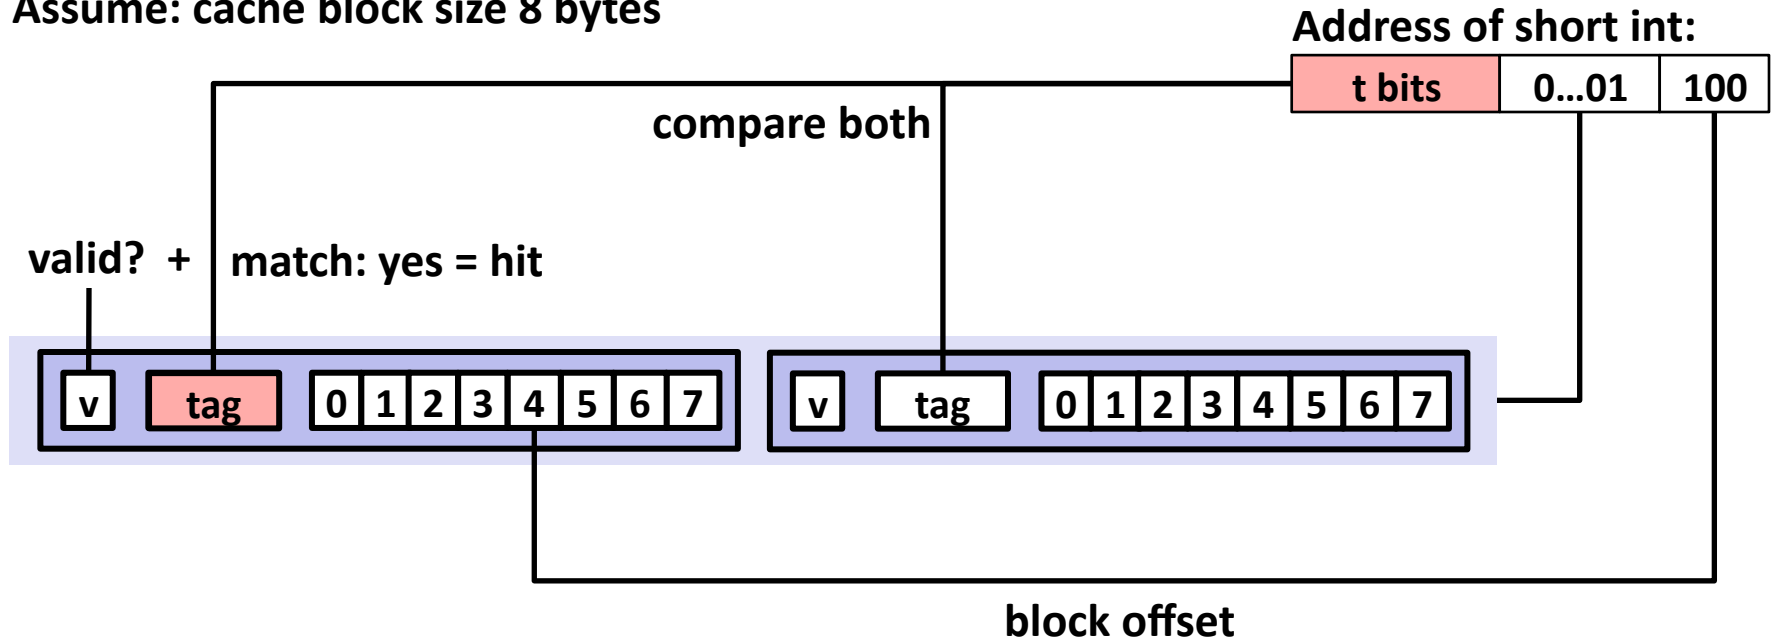 Assume: cache block size 8 bytes
Address of short int:
t bits 0...01 100
compare both
valid? + match: yes = hit
v tag 0 1 2 3 4 5 6 7 v tag 0 1 2 3 4 5 6 7
block offset